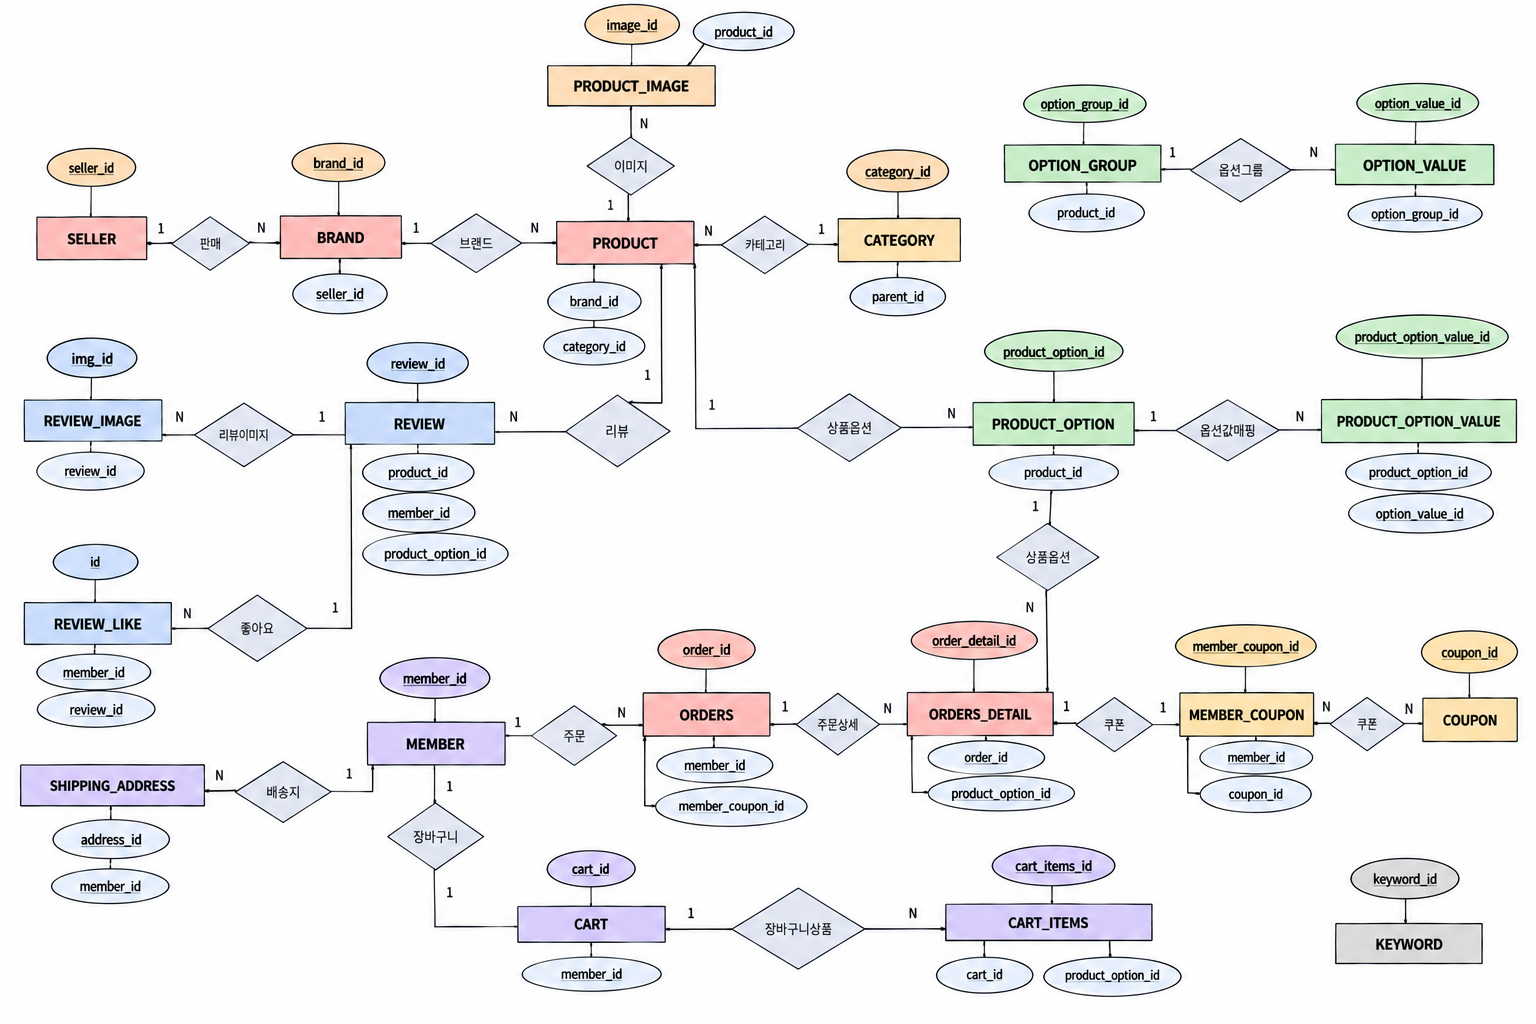 image_id
product_id
PRODUCT_IMAGE
N
이미지
1
option_group_id
option_value_id
OPTION_GROUP
1
옵션그룹
N
OPTION_VALUE
product_id
option_group_id
seller_id
brand_id
category_id
SELLER
1
판매
N
BRAND
1
브랜드
N
PRODUCT
N
카테고리
1
CATEGORY
seller_id
brand_id
category_id
parent_id
1
img_id
review_id
product_option_id
product_option_value_id
REVIEW_IMAGE
N
리뷰이미지
1
REVIEW
N
리뷰
1
상품옵션
N
PRODUCT_OPTION
1
옵션값매핑
N
PRODUCT_OPTION_VALUE
review_id
product_id
member_id
product_option_id
product_id
product_option_id
option_value_id
1
상품옵션
N
id
REVIEW_LIKE
N
좋아요
1
member_id
review_id
member_id
order_id
order_detail_id
member_coupon_id
coupon_id
MEMBER
1
주문
N
ORDERS
1
주문상세
N
ORDERS_DETAIL
1
쿠폰
1
MEMBER_COUPON
N
쿠폰
N
COUPON
member_id
member_coupon_id
order_id
product_option_id
member_id
coupon_id
SHIPPING_ADDRESS
N
배송지
1
address_id
member_id
1
장바구니
1
cart_id
cart_items_id
CART
1
장바구니상품
N
CART_ITEMS
member_id
cart_id
product_option_id
keyword_id
KEYWORD